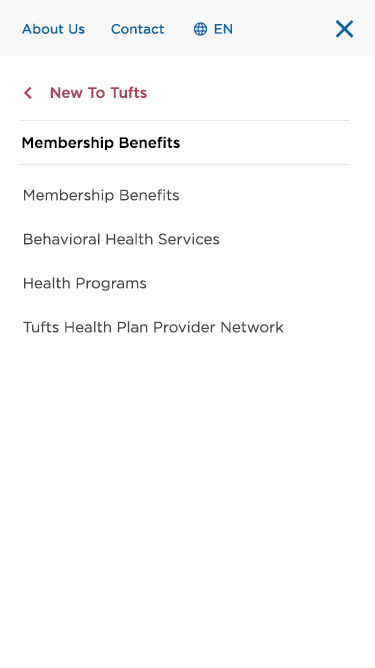 About Us Contact EN
New To Tufts
Membership Benefits
Membership Benefits
Behavioral Health Services
Health Programs
Tufts Health Plan Provider Network